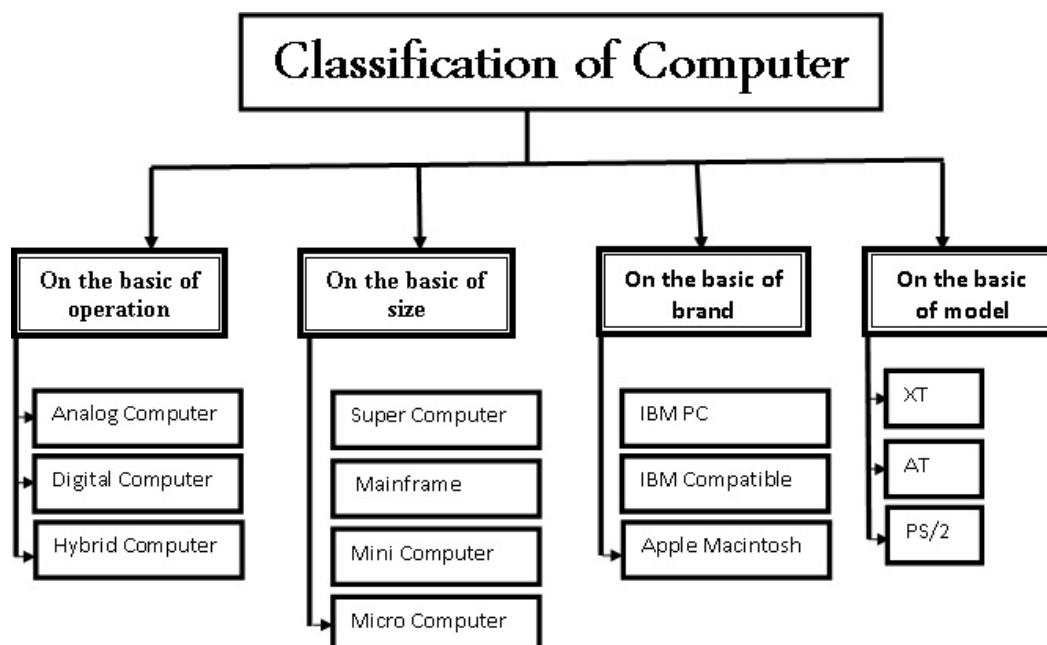 Classification of Computer
On the basic of
operation
On the basic of
size
On the basic of
brand
On the basic
of model
Analog Computer
Digital Computer
Hybrid Computer
Super Computer
Mainframe
Mini Computer
Micro Computer
IBM PC
IBM Compatible
Apple Macintosh
XT
AT
PS/2